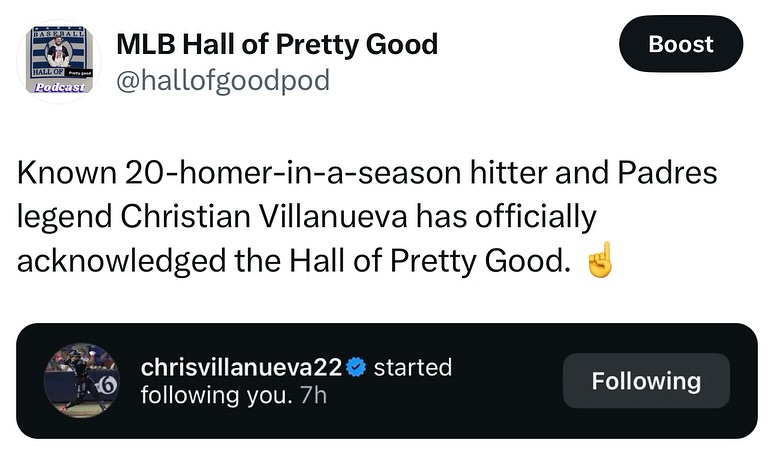 BASEBALL
HALL OF Pretty good
Podcast
MLB Hall of Pretty Good
@hallofgoodpod
Boost
Known 20-homer-in-a-season hitter and Padres
legend Christian Villanueva has officially
acknowledged the Hall of Pretty Good. ☝️
chrisvillanueva22 started
following you. 7h
Following